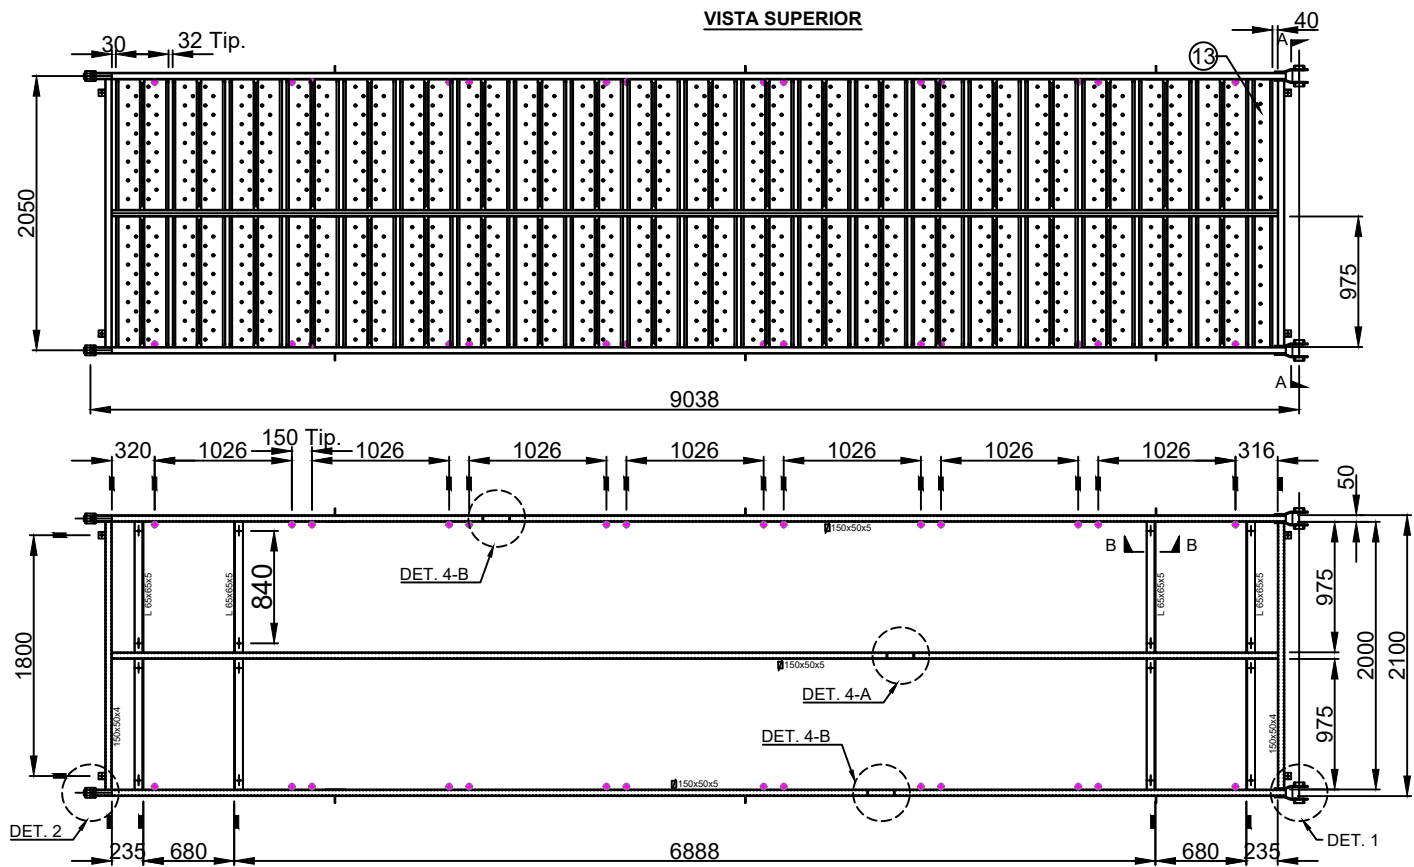 VISTA SUPERIOR
30
32 Tip.
40
A
13
2050
975
A
9038
320
1026
150 Tip.
1026
1026
1026
1026
1026
1026
316
50
150x50x5
DET. 4-B
B
B
L 65x65x5
L 65x65x5
840
L 65x65x5
L 65x65x5
975
1800
2000
2100
150x50x5
DET. 4-A
150x50x4
DET. 4-B
150x50x4
975
150x50x5
DET. 2
DET. 1
235
680
6888
680
235